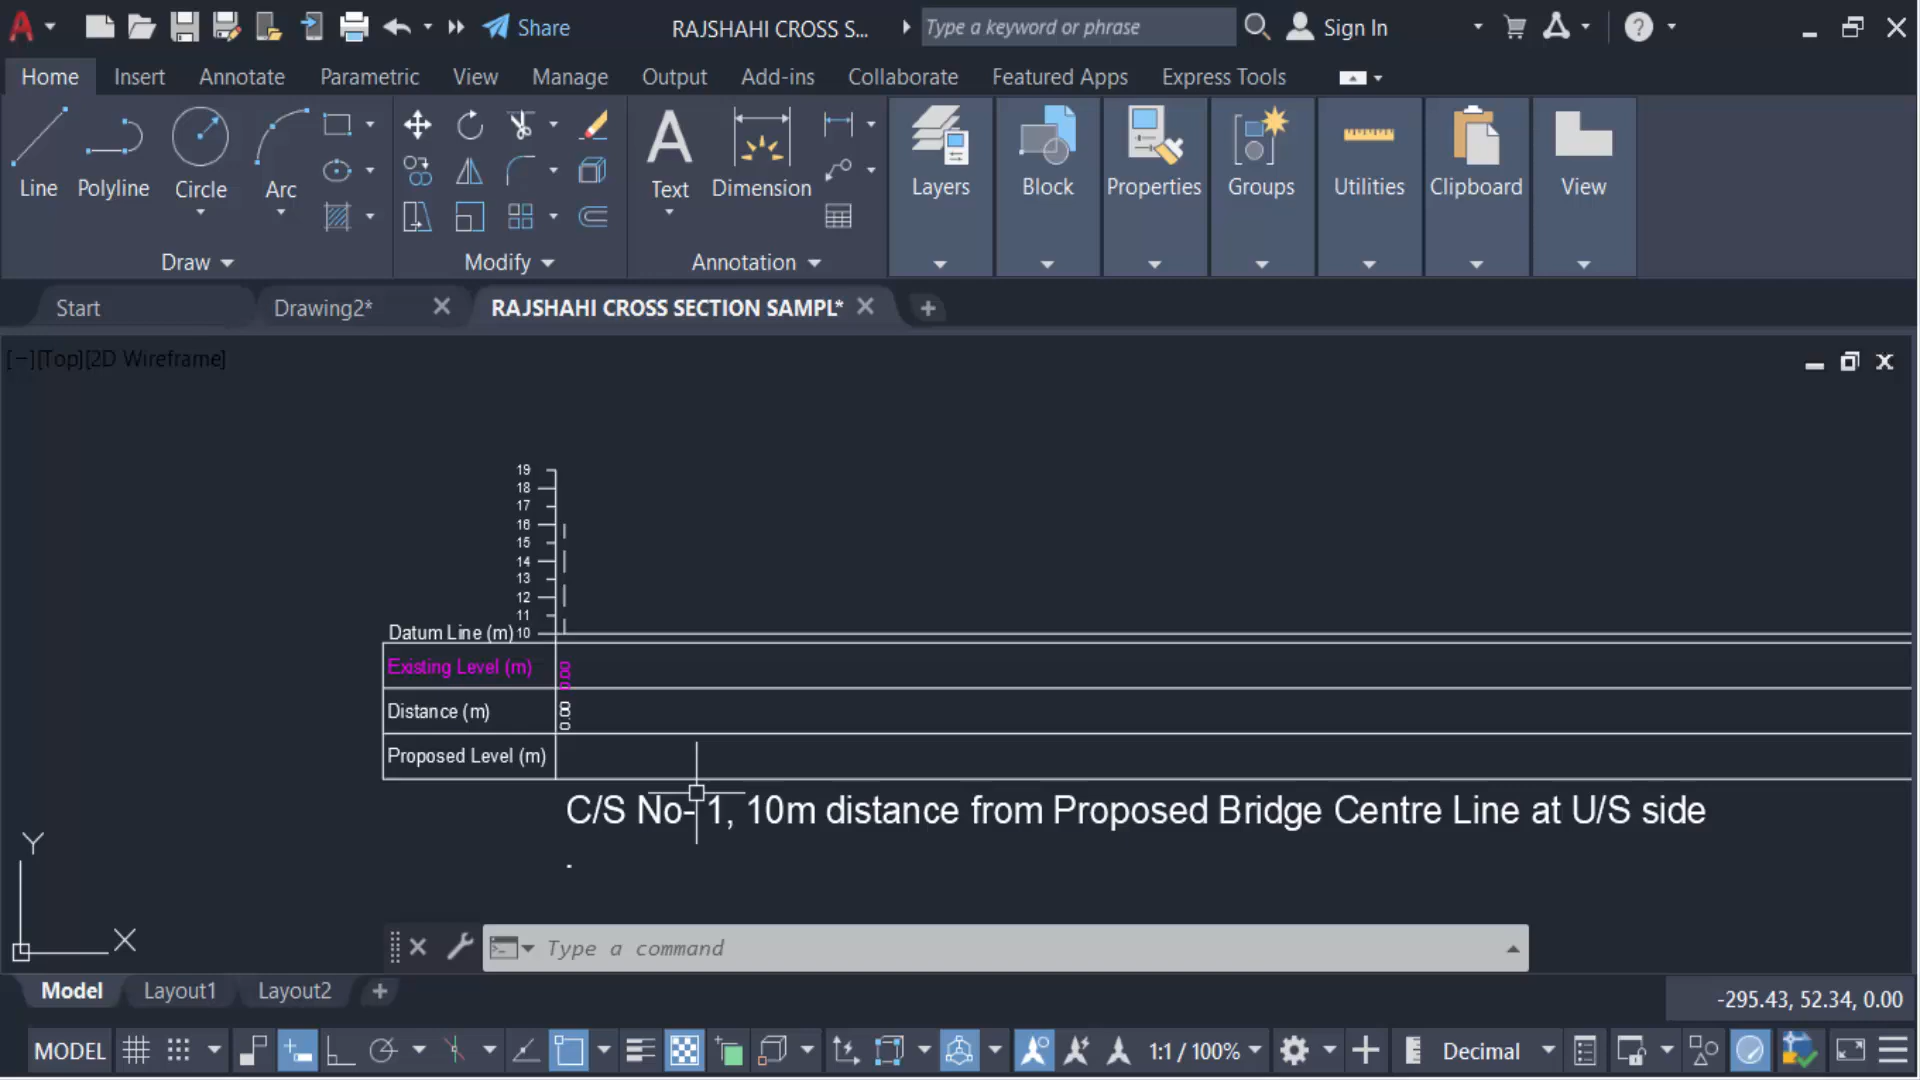 Share
RAJSHAHI CROSS S...
Type a keyword or phrase
Sign In
Home
Insert
Annotate
Parametric
View
Manage
Output
Add-ins
Collaborate
Featured Apps
Express Tools
Line
Polyline
Circle
Arc
Text
Dimension
Layers
Block
Properties
Groups
Utilities
Clipboard
View
Draw
Modify
Annotation
Start
Drawing2*
RAJSHAHI CROSS SECTION SAMPL*
[−][Top][2D Wireframe]
19
18
17
16
15
14
13
12
11
Datum Line (m) 10
Existing Level (m) 0.00
Distance (m) 0.00
Proposed Level (m)
C/S No- 1, 10m distance from Proposed Bridge Centre Line at U/S side
Y
X
Type a command
Model
Layout1
Layout2
-295.43, 52.34, 0.00
MODEL
1:1 / 100%
Decimal